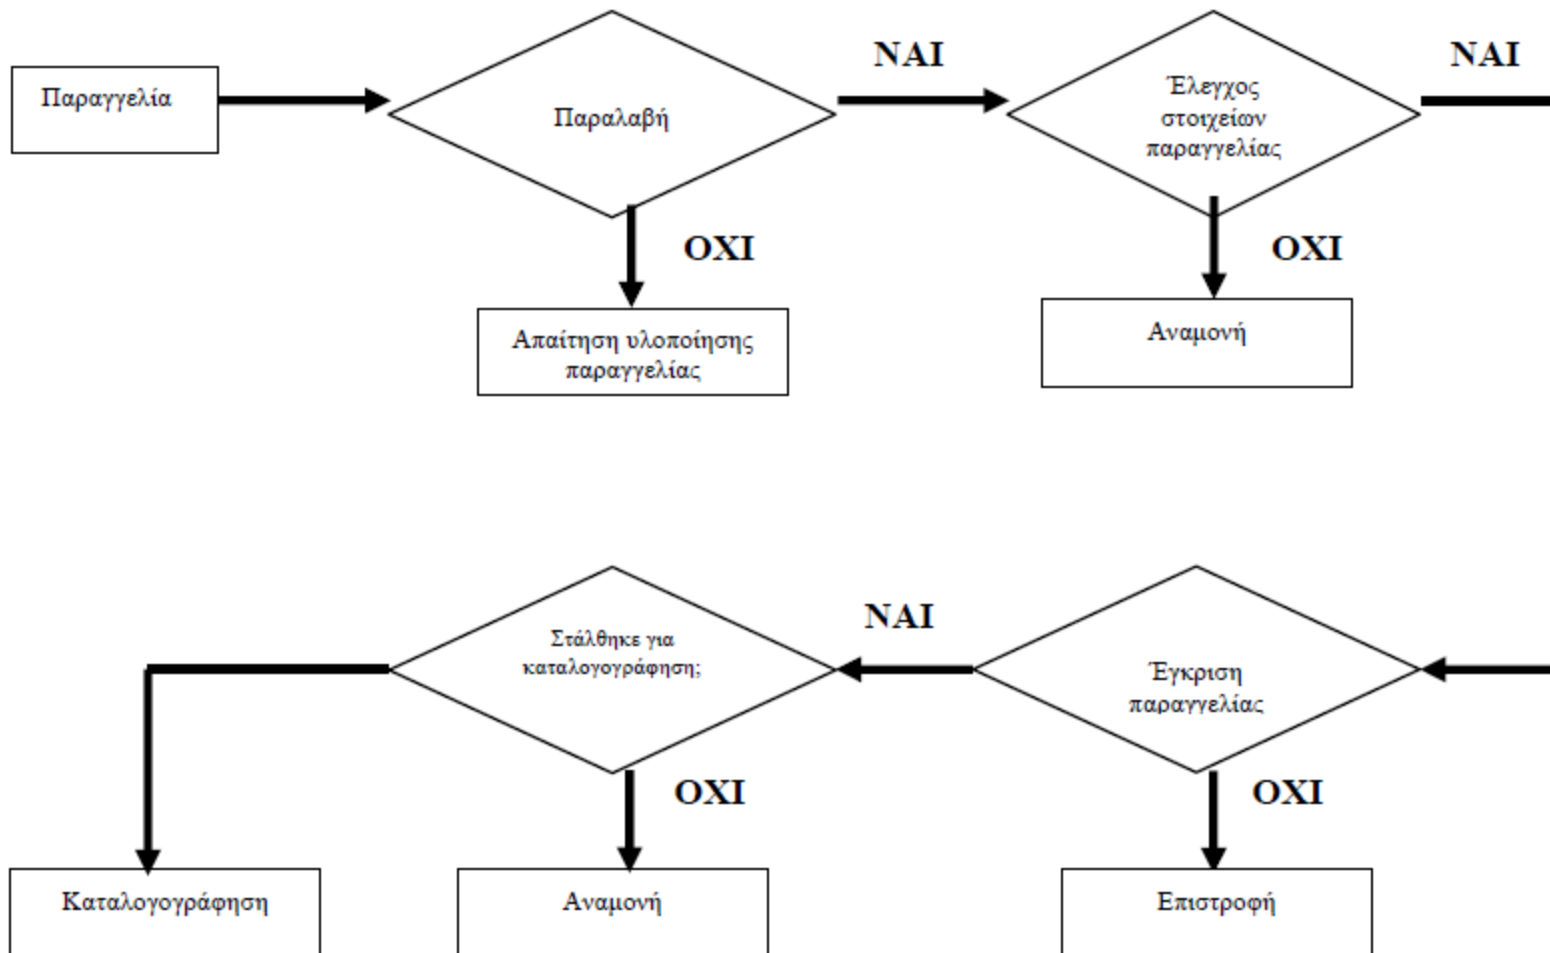 Παραγγελία
Παραλαβή
ΝΑΙ
Έλεγχος
στοιχείων
παραγγελίας
ΝΑΙ
ΟΧΙ
ΟΧΙ
Απαίτηση υλοποίησης
παραγγελίας
Αναμονή
Στάλθηκε για
καταλογογράφηση;
ΝΑΙ
Έγκριση
παραγγελίας
ΟΧΙ
ΟΧΙ
Καταλογογράφηση
Αναμονή
Επιστροφή